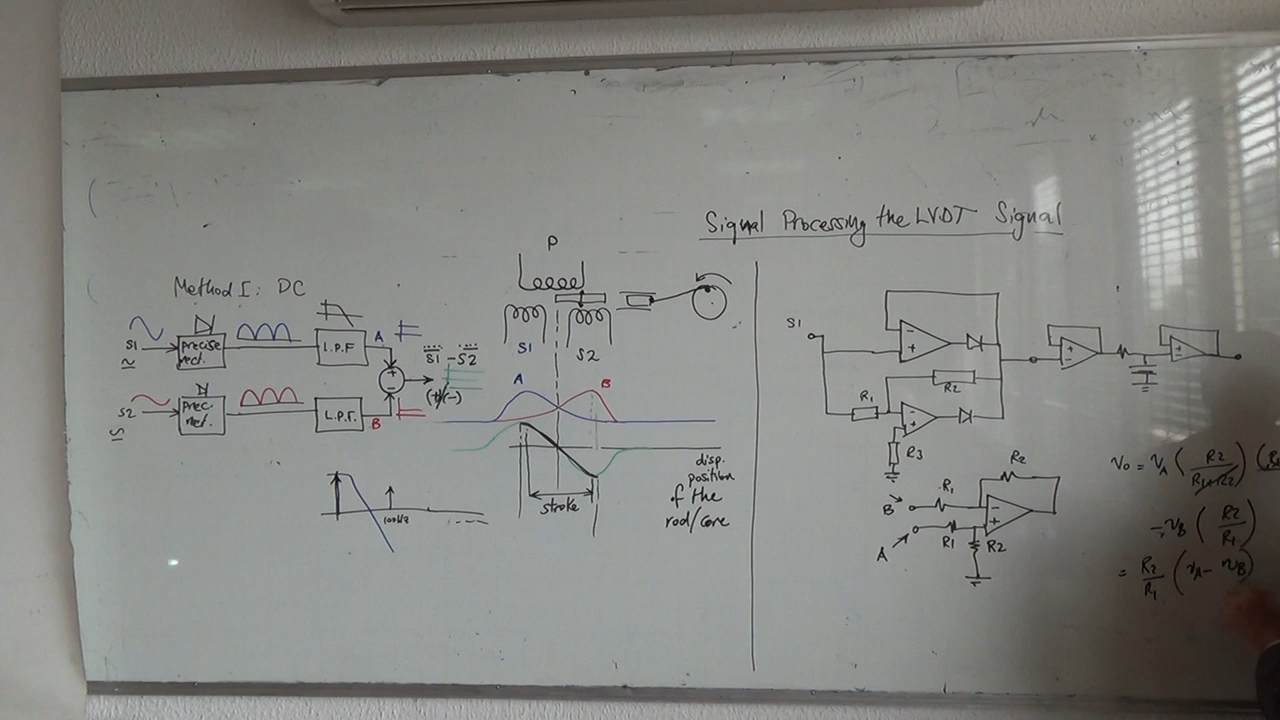 Signal Processing the LVDT Signal
Method I: DC
S1
precise
rect.
L.P.F
A
S1 - S2
S2
prec.
rect.
L.P.F.
B
(+)/(-)
100Hz
P
S1
S2
A
B
stroke
disp.
position
of the
rod/core
S1
+
R1
R2
-
+
R3
-
+
-
+
B
R1
R2
-
+
A
R1
R2
Vo = VA ( R2 / R1+R2 )
- VB ( R2 / R1 )
= R2 / R1 ( VA - VB )